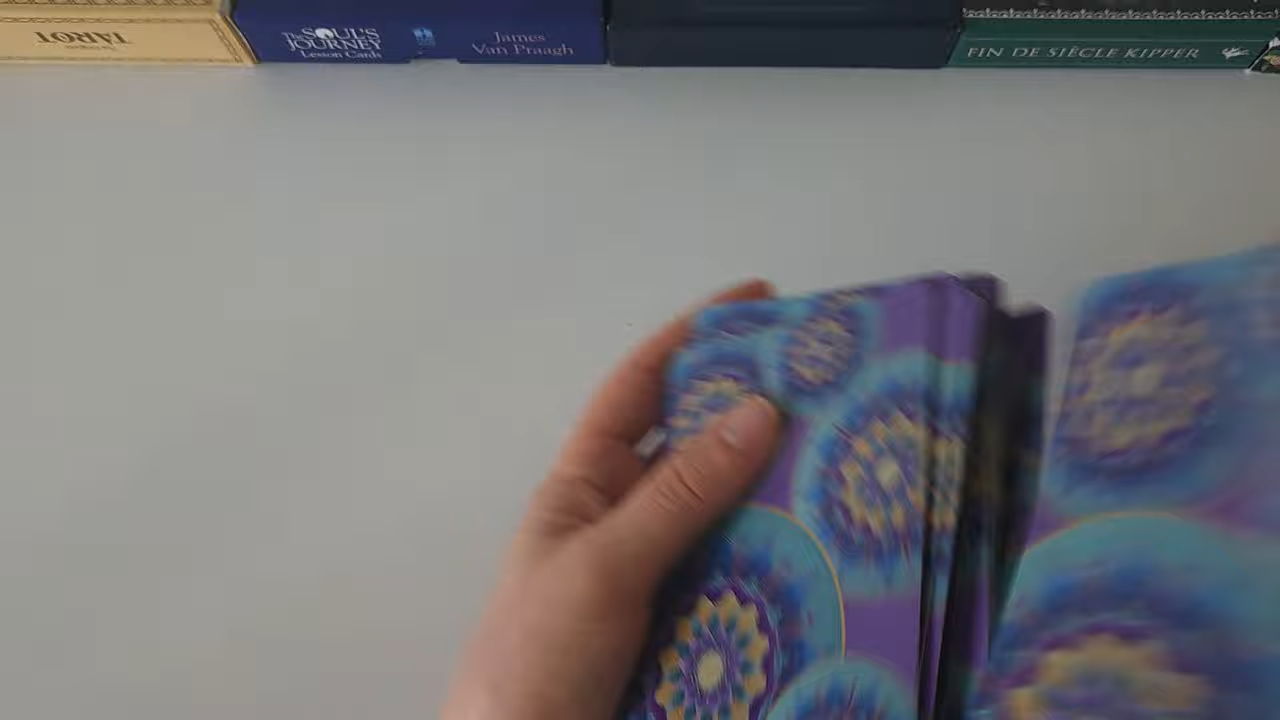 TAROT
The SOUL'S
JOURNEY
Lesson Cards
James
Van Praagh
FIN DE SIÈCLE KIPPER